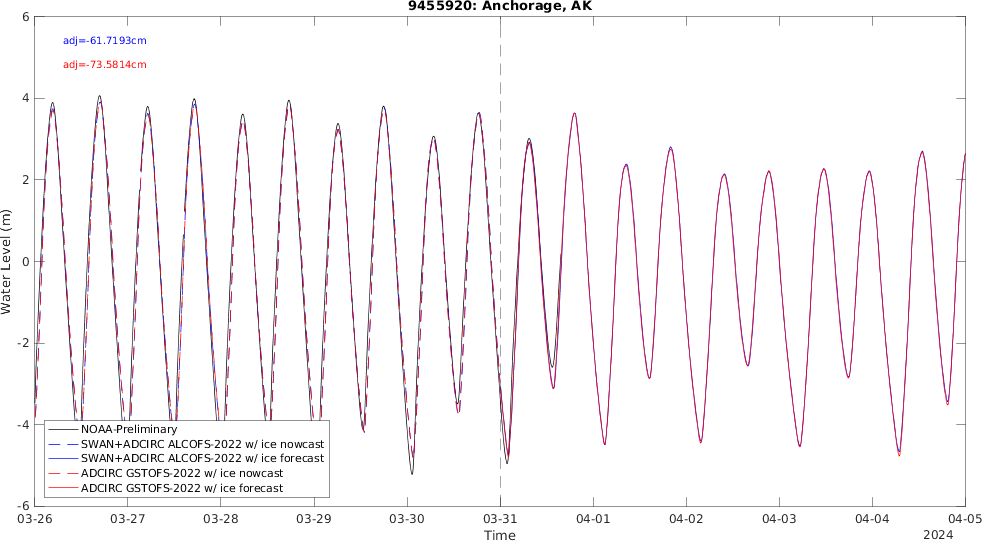 9455920: Anchorage, AK
adj=-61.7193cm
adj=-73.5814cm
6
4
2
0
-2
-4
-6
Water Level (m)
NOAA-Preliminary
SWAN+ADCIRC ALCOFS-2022 w/ ice nowcast
SWAN+ADCIRC ALCOFS-2022 w/ ice forecast
ADCIRC GSTOFS-2022 w/ ice nowcast
ADCIRC GSTOFS-2022 w/ ice forecast
03-26 03-27 03-28 03-29 03-30 03-31 04-01 04-02 04-03 04-04 04-05
Time
2024